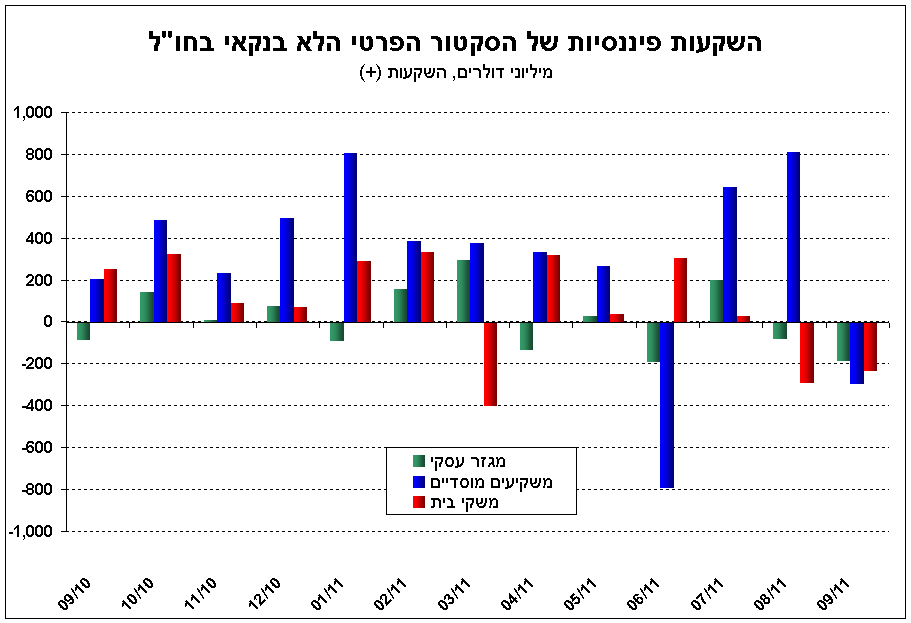 השקעות פיננסיות של הסקטור הפרטי הלא בנקאי בחו"ל
מיליוני דולרים, השקעות (+)
1,000
800
600
400
200
0
-200
-400
-600
-800
-1,000
מגזר עסקי
משקיעים מוסדיים
משקי בית
09/10 10/10 11/10 12/10 01/11 02/11 03/11 04/11 05/11 06/11 07/11 08/11 09/11